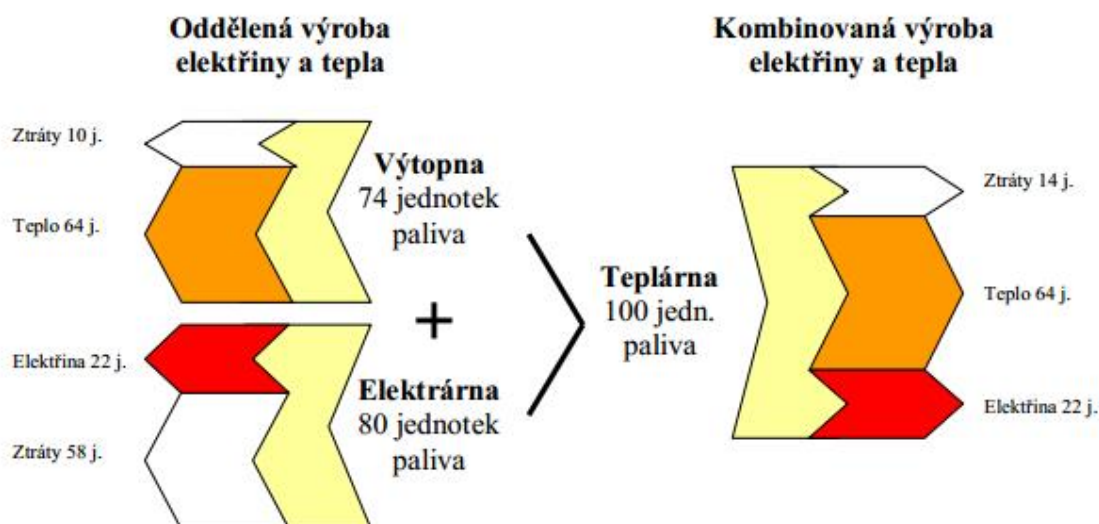 Oddělená výroba
elektřiny a tepla
Ztráty 10 j.
Teplo 64 j.
Výtopna
74 jednotek
paliva
+
Elektřina 22 j.
Ztráty 58 j.
Elektrárna
80 jednotek
paliva
Kombinovaná výroba
elektřiny a tepla
Teplárna
100 jedn.
paliva
Ztráty 14 j.
Teplo 64 j.
Elektřina 22 j.